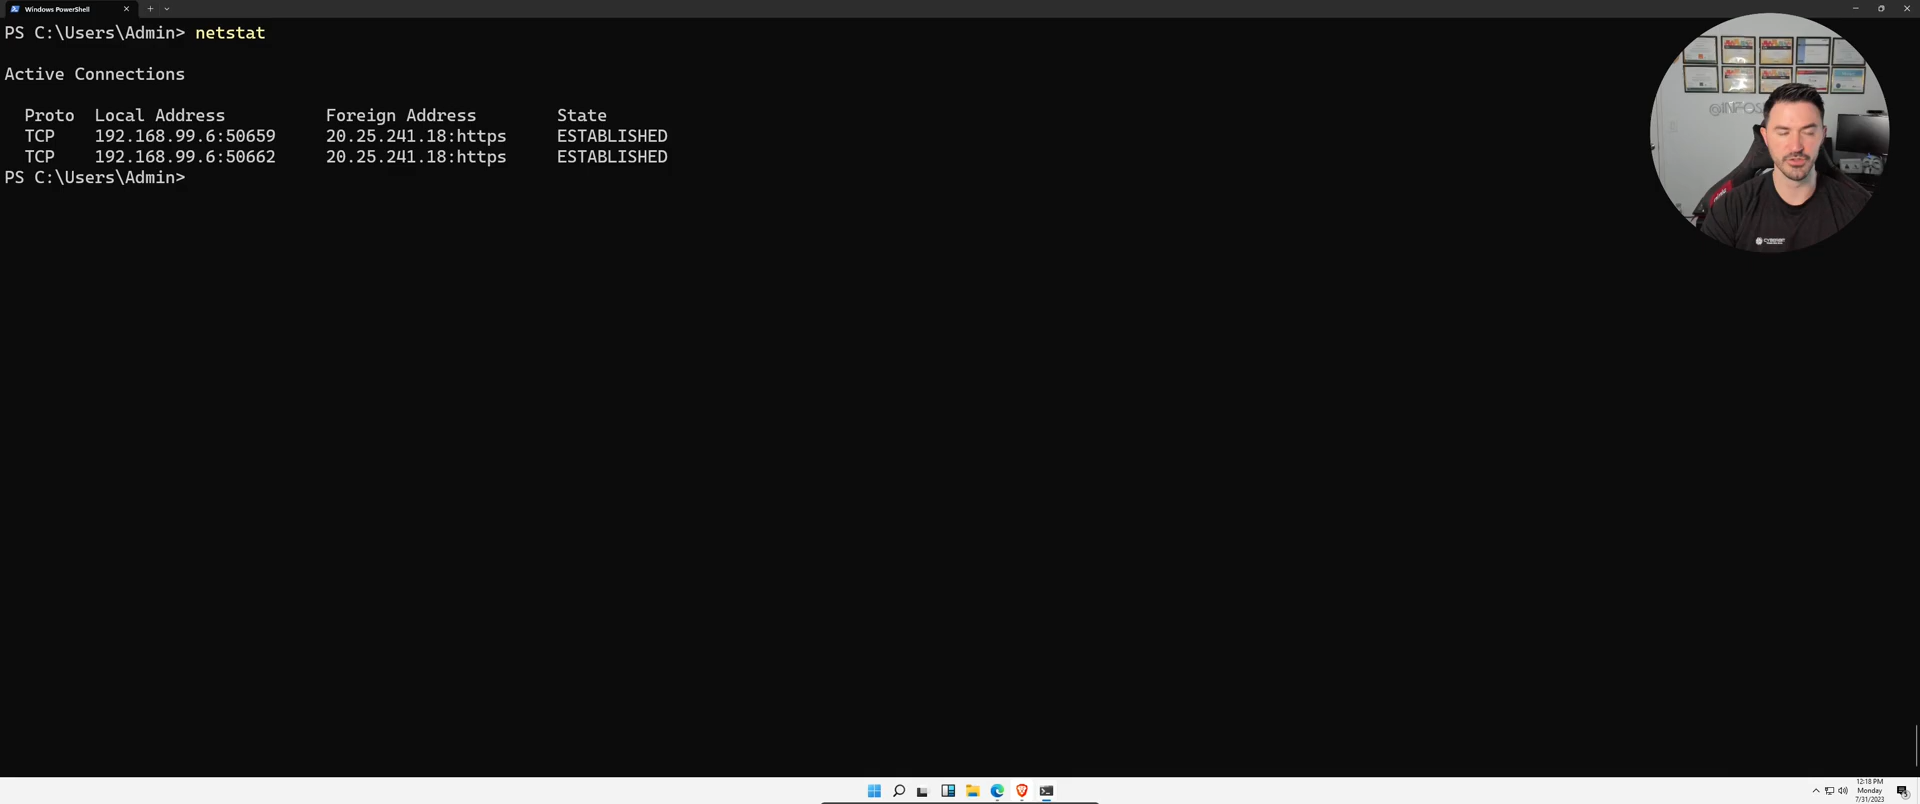 Windows PowerShell
PS C:\Users\Admin> netstat
Active Connections
Proto Local Address Foreign Address State
TCP 192.168.99.6:50659 20.25.241.18:https ESTABLISHED
TCP 192.168.99.6:50662 20.25.241.18:https ESTABLISHED
PS C:\Users\Admin>
@INFOS
12:18 PM
Monday
7/31/2023